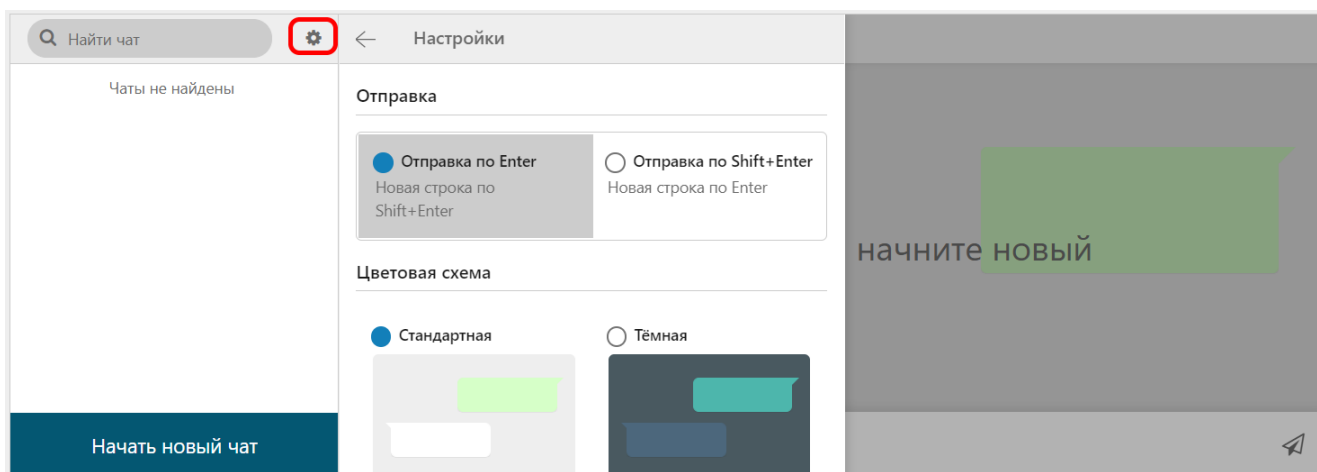 Найти чат
Чаты не найдены
Начать новый чат
Настройки
Отправка
Отправка по Enter
Новая строка по
Shift+Enter
Отправка по Shift+Enter
Новая строка по Enter
Цветовая схема
Стандартная
Тёмная
начните новый